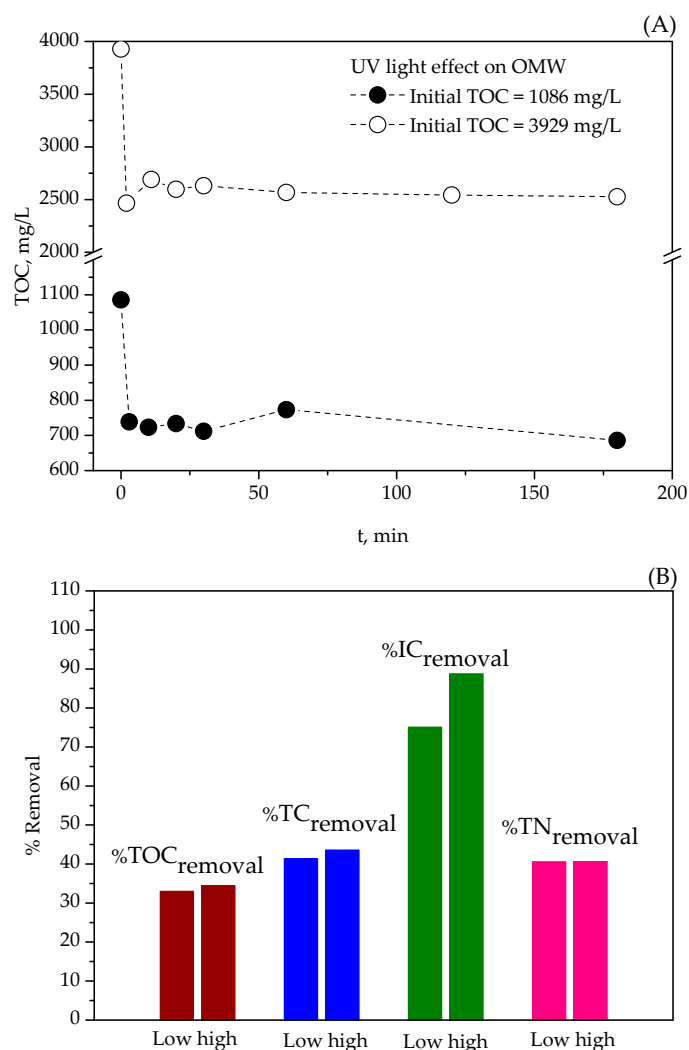 (A)
4000
3500
3000
2500
2000
1100
1000
900
800
700
600
TOC, mg/L
UV light effect on OMW
Initial TOC = 1086 mg/L
Initial TOC = 3929 mg/L
0 50 100 150 200
t, min
(B)
110
100
90
80
70
60
50
40
30
20
10
0
% Removal
%TOCremoval
%TCremoval
%ICremoval
%TNremoval
Low high Low high Low high Low high